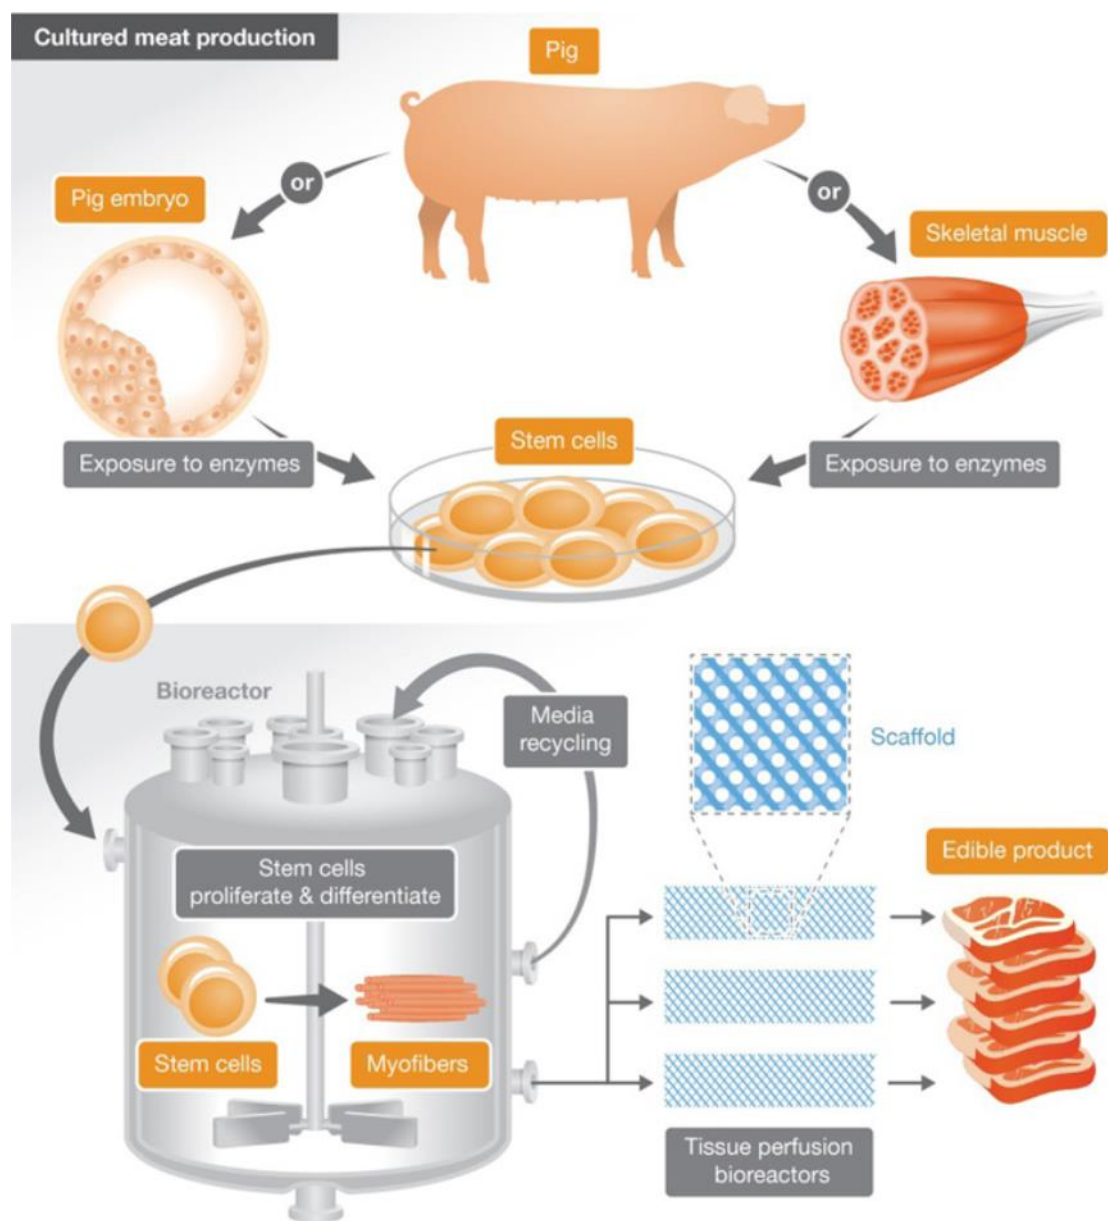 Cultured meat production
Pig
or
or
Pig embryo
Skeletal muscle
Stem cells
Exposure to enzymes
Exposure to enzymes
Bioreactor
Media
recycling
Scaffold
Stem cells
proliferate & differentiate
Edible product
Stem cells
Myofibers
Tissue perfusion
bioreactors